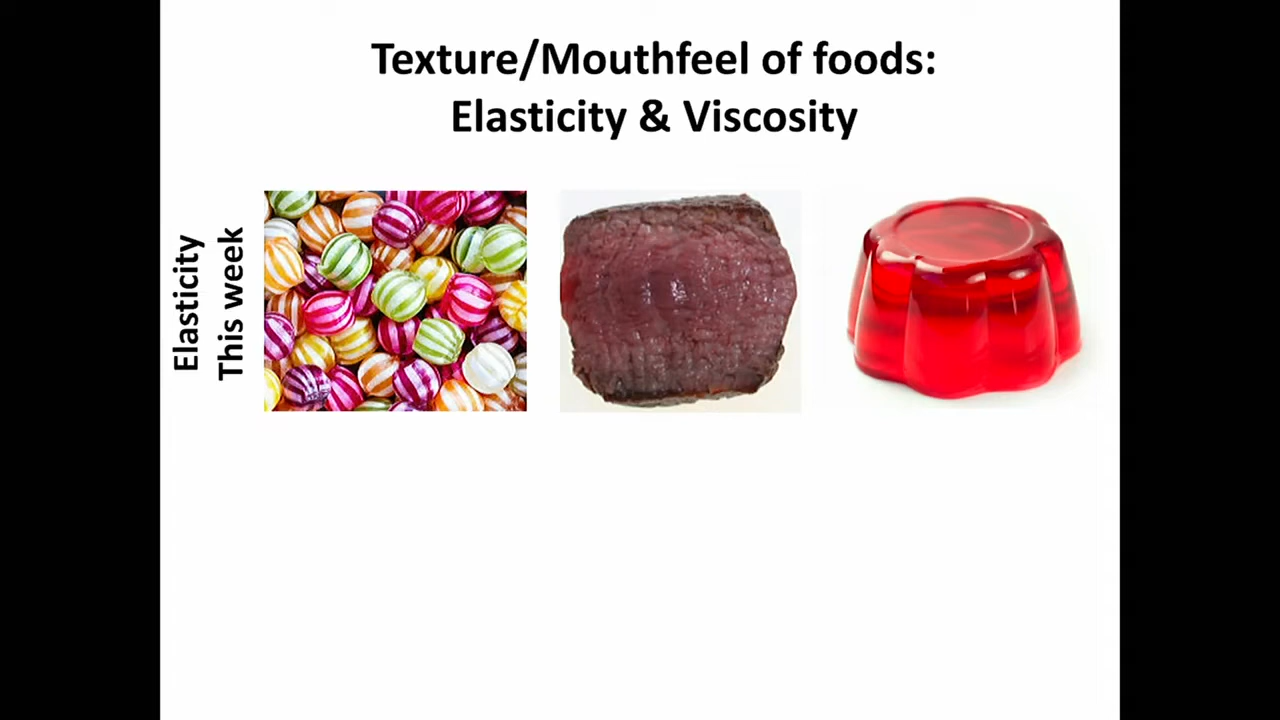 Texture/Mouthfeel of foods:
Elasticity & Viscosity
Elasticity
This week